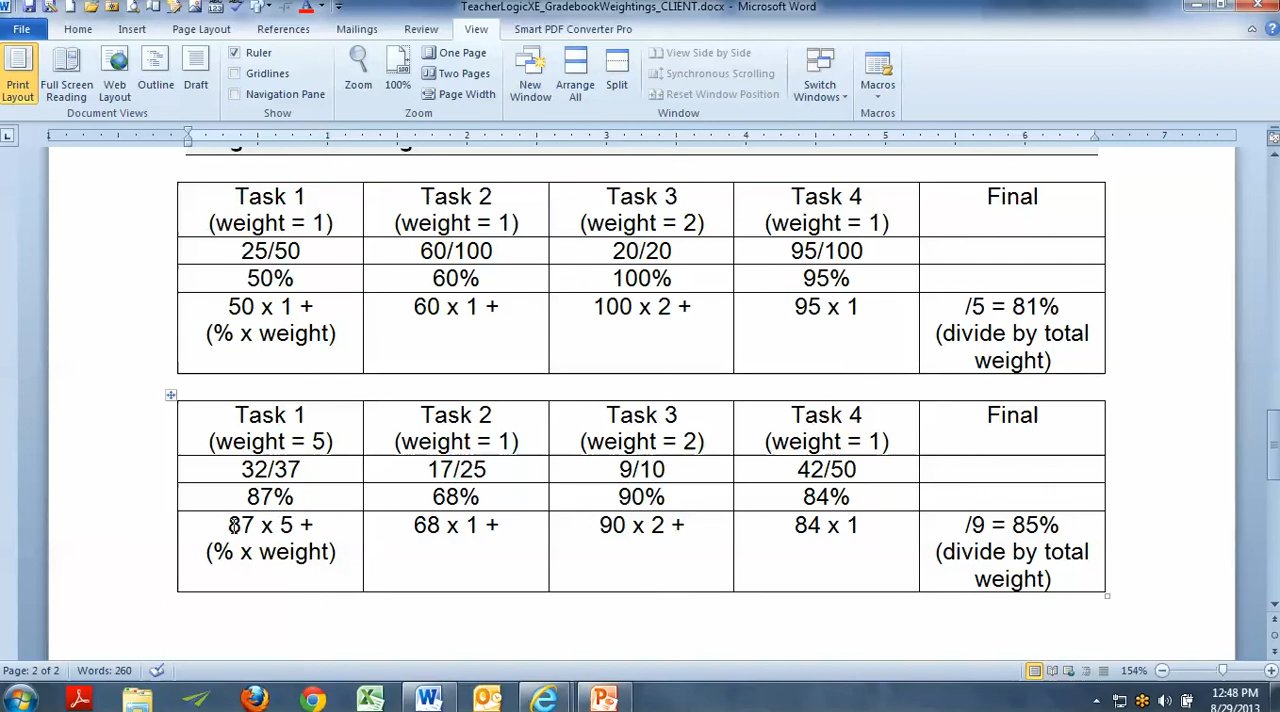 TeacherLogicXE_GradebookWeightings_CLIENT.docx - Microsoft Word
File Home Insert Page Layout References Mailings Review View Smart PDF Converter Pro
Print Layout
Full Screen Reading
Web Layout
Outline
Draft
Document Views
Ruler
Gridlines
Navigation Pane
Show
Zoom
100%
One Page
Two Pages
Page Width
Zoom
New Window
Arrange All
Split
View Side by Side
Synchronous Scrolling
Reset Window Position
Window
Switch Windows
Macros
Macros
1 1 2 3 4 5 6 7
Task 1 Task 2 Task 3 Task 4 Final
(weight = 1) (weight = 1) (weight = 2) (weight = 1)
25/50 60/100 20/20 95/100
50% 60% 100% 95%
50 x 1 + 60 x 1 + 100 x 2 + 95 x 1 /5 = 81%
(% x weight) (divide by total
weight)
Task 1 Task 2 Task 3 Task 4 Final
(weight = 5) (weight = 1) (weight = 2) (weight = 1)
32/37 17/25 9/10 42/50
87% 68% 90% 84%
87 x 5 + 68 x 1 + 90 x 2 + 84 x 1 /9 = 85%
(% x weight) (divide by total
weight)
Page: 2 of 2 Words: 260 154%
12:48 PM
8/29/2013